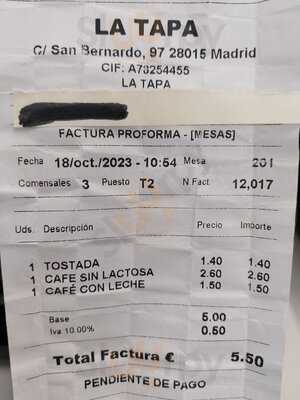 LA TAPA
C/ San Bernardo, 97 28015 Madrid
CIF: A78254455
LA TAPA
FACTURA PROFORMA - [MESAS]
Fecha 18/oct./2023 - 10:54 Mesa 201
Comensales 3 Puesto T2 N Fact. 12,017
Uds. Descripción Precio Importe
1 TOSTADA 1.40 1.40
1 CAFE SIN LACTOSA 2.60 2.60
1 CAFÉ CON LECHE 1.50 1.50
Base 5.00
Iva 10.00% 0.50
Total Factura € 5.50
PENDIENTE DE PAGO